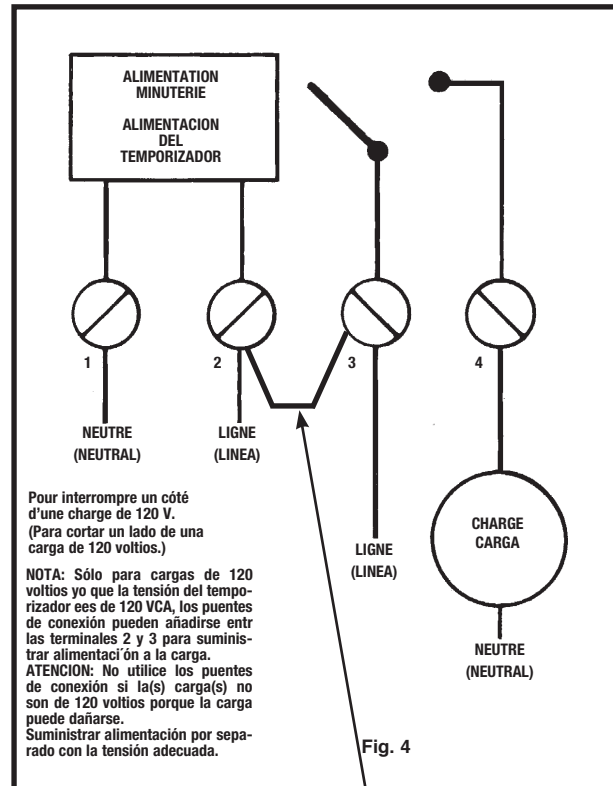 ALIMENTATION
MINUTERIE
ALIMENTACION
DEL
TEMPORIZADOR
1
2
3
4
NEUTRE
(NEUTRAL)
LIGNE
(LINEA)
LIGNE
(LINEA)
CHARGE
CARGA
NEUTRE
(NEUTRAL)
Pour interrompre un côté
d'une charge de 120 V.
(Para cortar un lado de una
carga de 120 voltios.)
NOTA: Sólo para cargas de 120
voltios yo que la tensión del tempo-
rizador ees de 120 VCA, los puentes
de conexión pueden añadirse entr
las terminales 2 y 3 para suminis-
trar alimentaci´ón a la carga.
ATENCION: No utilice los puentes
de conexión si la(s) carga(s) no
son de 120 voltios porque la carga
puede dañarse.
Suministrar alimentación por sepa-
rado con la tensión adecuada.
Fig. 4